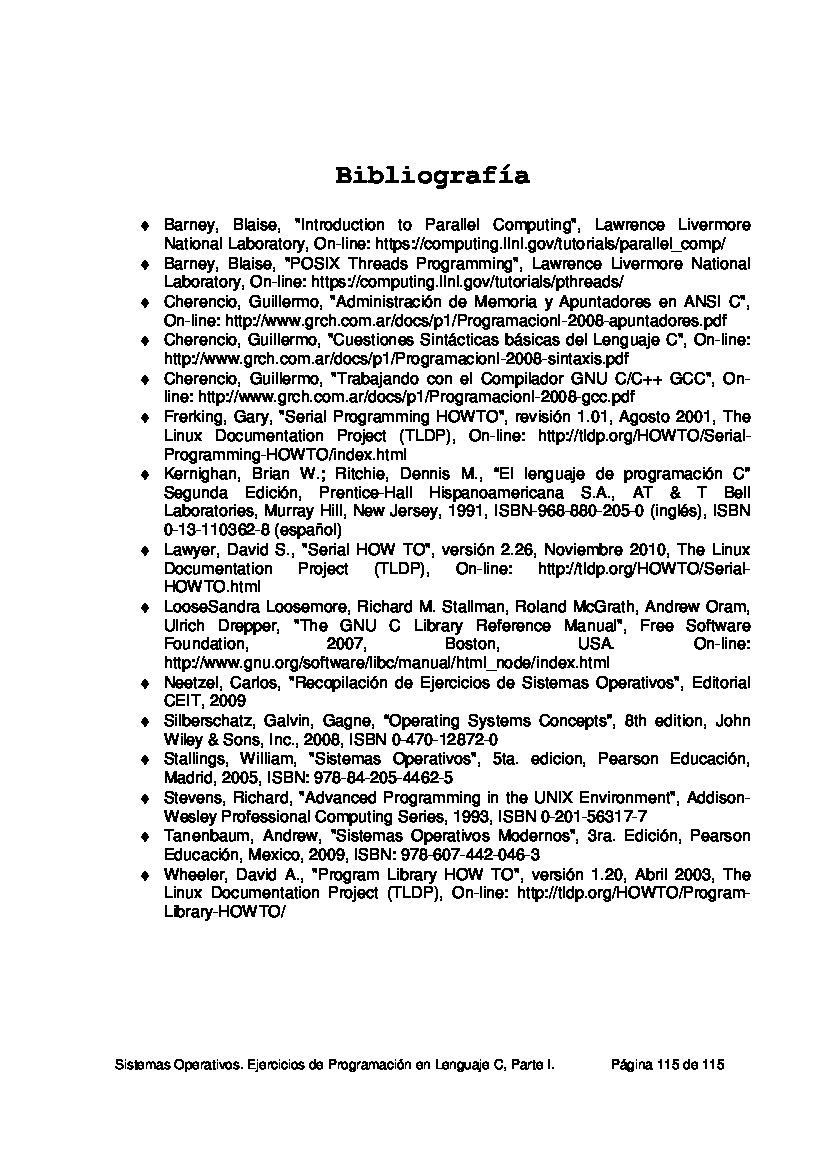 Bibliografía
♦ Barney, Blaise, "Introduction to Parallel Computing", Lawrence Livermore
National Laboratory, On-line: https://computing.llnl.gov/tutorials/parallel_comp/
♦ Barney, Blaise, "POSIX Threads Programming", Lawrence Livermore National
Laboratory, On-line: https://computing.llnl.gov/tutorials/pthreads/
♦ Cherencio, Guillermo, "Administración de Memoria y Apuntadores en ANSI C",
On-line: http://www.grch.com.ar/docs/p1/ProgramacionI-2008-apuntadores.pdf
♦ Cherencio, Guillermo, "Cuestiones Sintácticas básicas del Lenguaje C", On-line:
http://www.grch.com.ar/docs/p1/ProgramacionI-2008-sintaxis.pdf
♦ Cherencio, Guillermo, "Trabajando con el Compilador GNU C/C++ GCC", On-
line: http://www.grch.com.ar/docs/p1/ProgramacionI-2008-gcc.pdf
♦ Frerking, Gary, "Serial Programming HOWTO", revisión 1.01, Agosto 2001, The
Linux Documentation Project (TLDP), On-line: http://tldp.org/HOWTO/Serial-
Programming-HOWTO/index.html
♦ Kernighan, Brian W.; Ritchie, Dennis M., “El lenguaje de programación C”
Segunda Edición, Prentice-Hall Hispanoamericana S.A., AT & T Bell
Laboratories, Murray Hill, New Jersey, 1991, ISBN-968-880-205-0 (inglés), ISBN
0-13-110362-8 (español)
♦ Lawyer, David S., "Serial HOW TO", versión 2.26, Noviembre 2010, The Linux
Documentation Project (TLDP), On-line: http://tldp.org/HOWTO/Serial-
HOWTO.html
♦ LooseSandra Loosemore, Richard M. Stallman, Roland McGrath, Andrew Oram,
Ulrich Drepper, "The GNU C Library Reference Manual", Free Software
Foundation, 2007, Boston, USA. On-line:
http://www.gnu.org/software/libc/manual/html_node/index.html
♦ Neetzel, Carlos, "Recopilación de Ejercicios de Sistemas Operativos", Editorial
CEIT, 2009
♦ Silberschatz, Galvin, Gagne, “Operating Systems Concepts”, 8th edition, John
Wiley & Sons, Inc., 2008, ISBN 0-470-12872-0
♦ Stallings, William, "Sistemas Operativos", 5ta. edicion, Pearson Educación,
Madrid, 2005, ISBN: 978-84-205-4462-5
♦ Stevens, Richard, "Advanced Programming in the UNIX Environment", Addison-
Wesley Professional Computing Series, 1993, ISBN 0-201-56317-7
♦ Tanenbaum, Andrew, "Sistemas Operativos Modernos", 3ra. Edición, Pearson
Educación, Mexico, 2009, ISBN: 978-607-442-046-3
♦ Wheeler, David A., "Program Library HOW TO", versión 1.20, Abril 2003, The
Linux Documentation Project (TLDP), On-line: http://tldp.org/HOWTO/Program-
Library-HOWTO/
Sistemas Operativos. Ejercicios de Programación en Lenguaje C, Parte I. Página 115 de 115